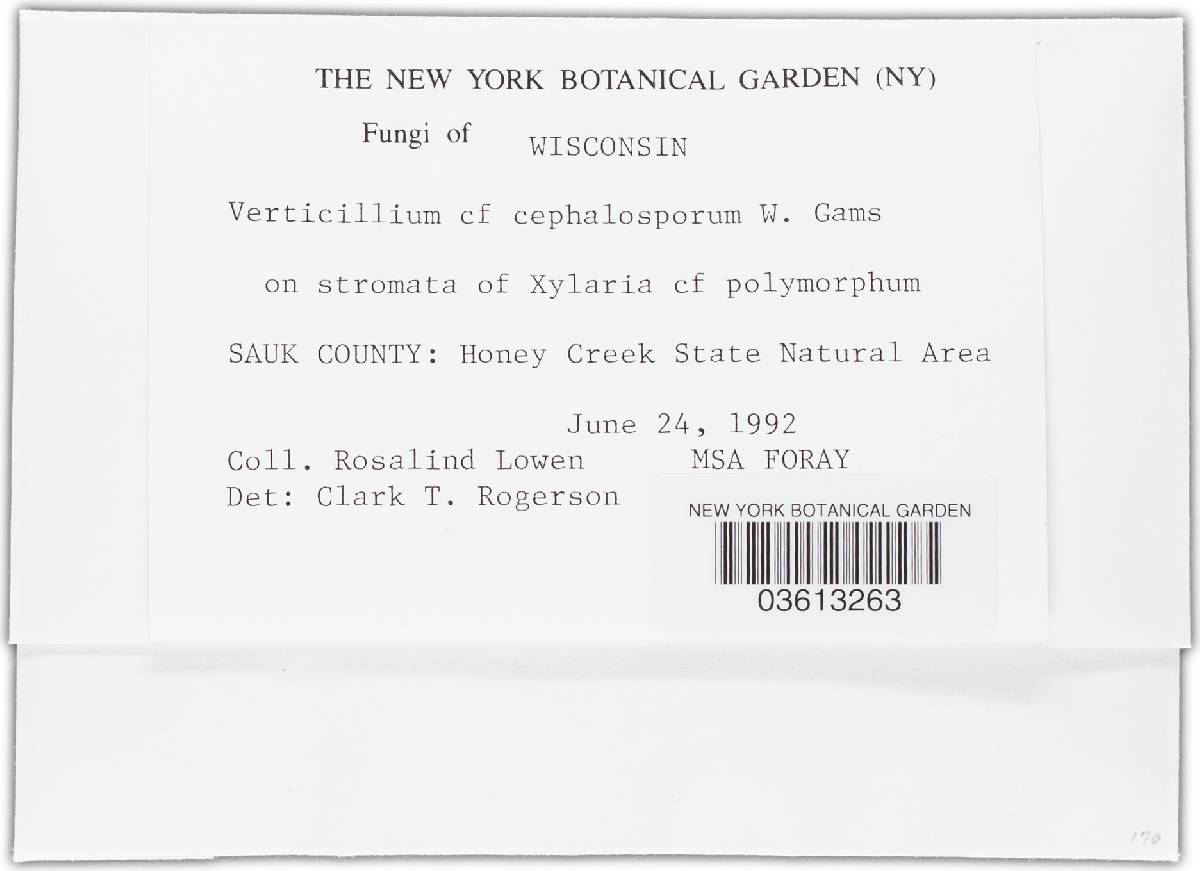 THE NEW YORK BOTANICAL GARDEN (NY)
Fungi of WISCONSIN
Verticillium cf cephalosporum W. Gams
on stromata of Xylaria cf polymorphum
SAUK COUNTY: Honey Creek State Natural Area
June 24, 1992
Coll. Rosalind Lowen MSA FORAY
Det: Clark T. Rogerson
NEW YORK BOTANICAL GARDEN
03613263
170